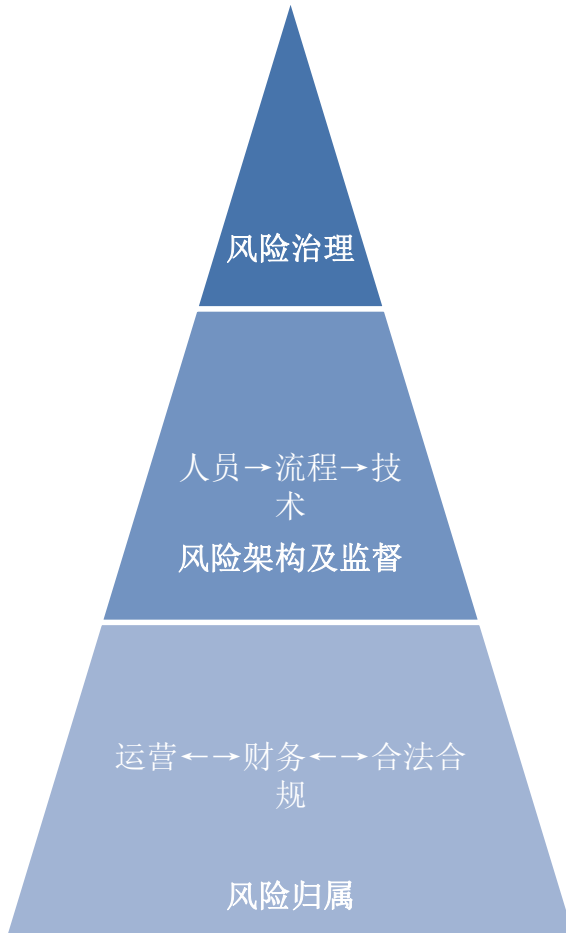 风险治理
人员→流程→技
术
风险架构及监督
运营←→财务←→合法合
规
风险归属